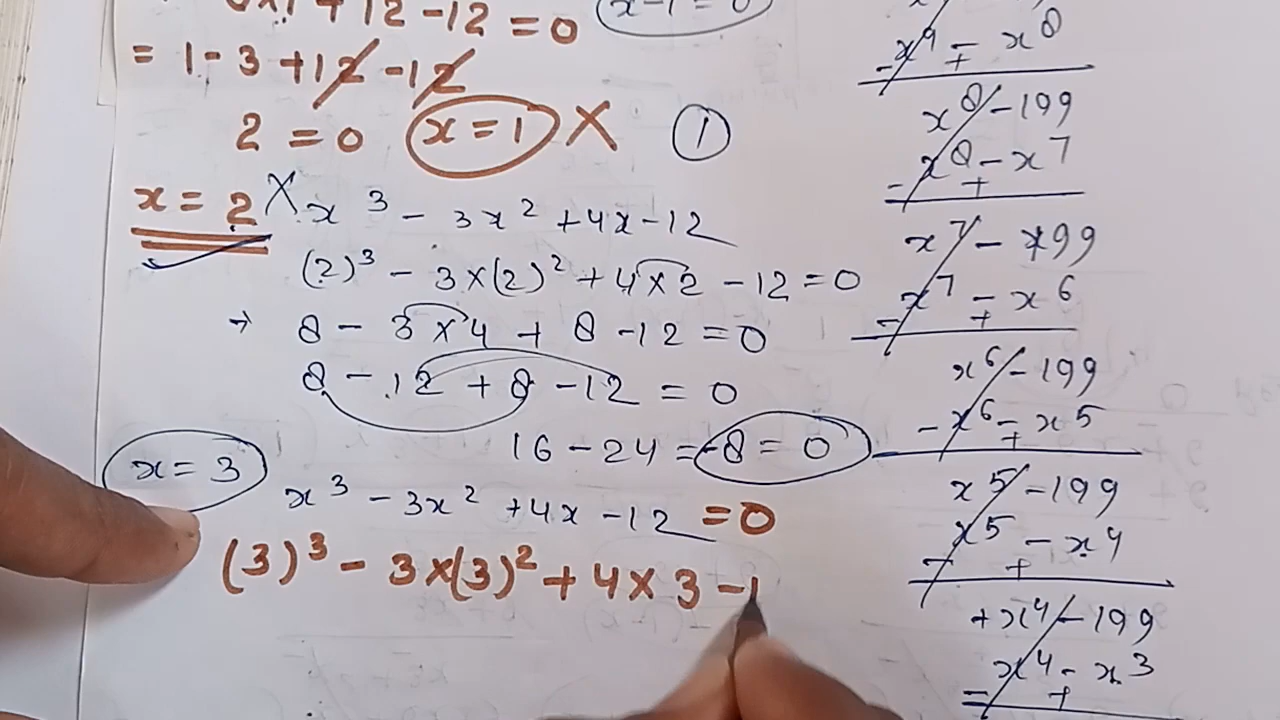 x1 + 12 - 12 = 0
x - 1 = 0
= 1 - 3 + 12 - 12
2 = 0 x = 1 X ①
x = 2 X x³ - 3x² + 4x - 12
(2)³ - 3×(2)² + 4×2 - 12 = 0
→ 8 - 3×4 + 8 - 12 = 0
8 - 12 + 8 - 12 = 0
16 - 24 = -8 = 0
x = 3 x³ - 3x² + 4x - 12 = 0
(3)³ - 3×(3)² + 4×3 - 1
x⁹ - x⁸
- +
x⁸ - 199
x⁸ - x⁷
- +
x⁷ - 199
x⁷ - x⁶
- +
x⁶ - 199
x⁶ - x⁵
- +
x⁵ - 199
x⁵ - x⁴
- +
+x⁴ - 199
x⁴ - x³
- +